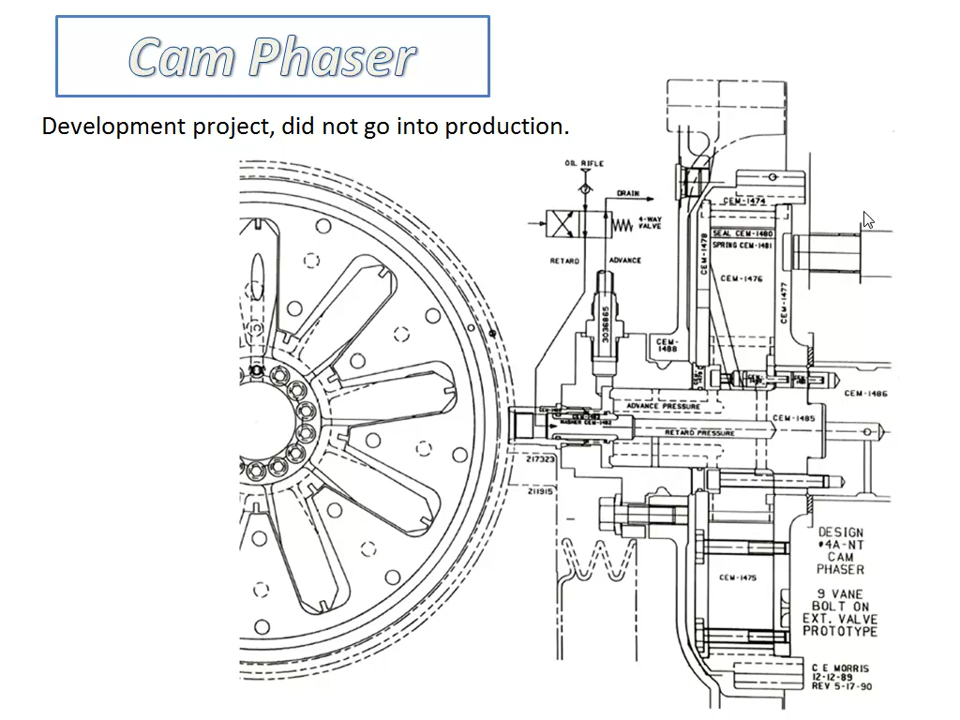 Cam Phaser
Development project, did not go into production.
OIL RIFLE
DRAIN
4-WAY
VALVE
RETARD
ADVANCE
3036865
CEM-
1488
CEM-1474
SEAL CEM-1480
SPRING CEM-1481
CEM-1478
CEM-1476
CEM-1477
CEM-1486
ADVANCE PRESSURE
CEM-1485
RETARD PRESSURE
WASHER CEM-1482
217323
211915
CEM-1475
DESIGN
#4A-NT
CAM
PHASER
9 VANE
BOLT ON
EXT. VALVE
PROTOTYPE
C E MORRIS
12-12-89
REV 5-17-90